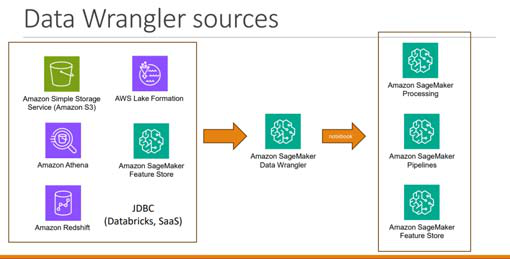 Data Wrangler sources
Amazon Simple Storage
Service (Amazon S3)
AWS Lake Formation
Amazon Athena
Amazon SageMaker
Feature Store
Amazon Redshift
JDBC
(Databricks, SaaS)
Amazon SageMaker
Data Wrangler
notebook
Amazon SageMaker
Processing
Amazon SageMaker
Pipelines
Amazon SageMaker
Feature Store